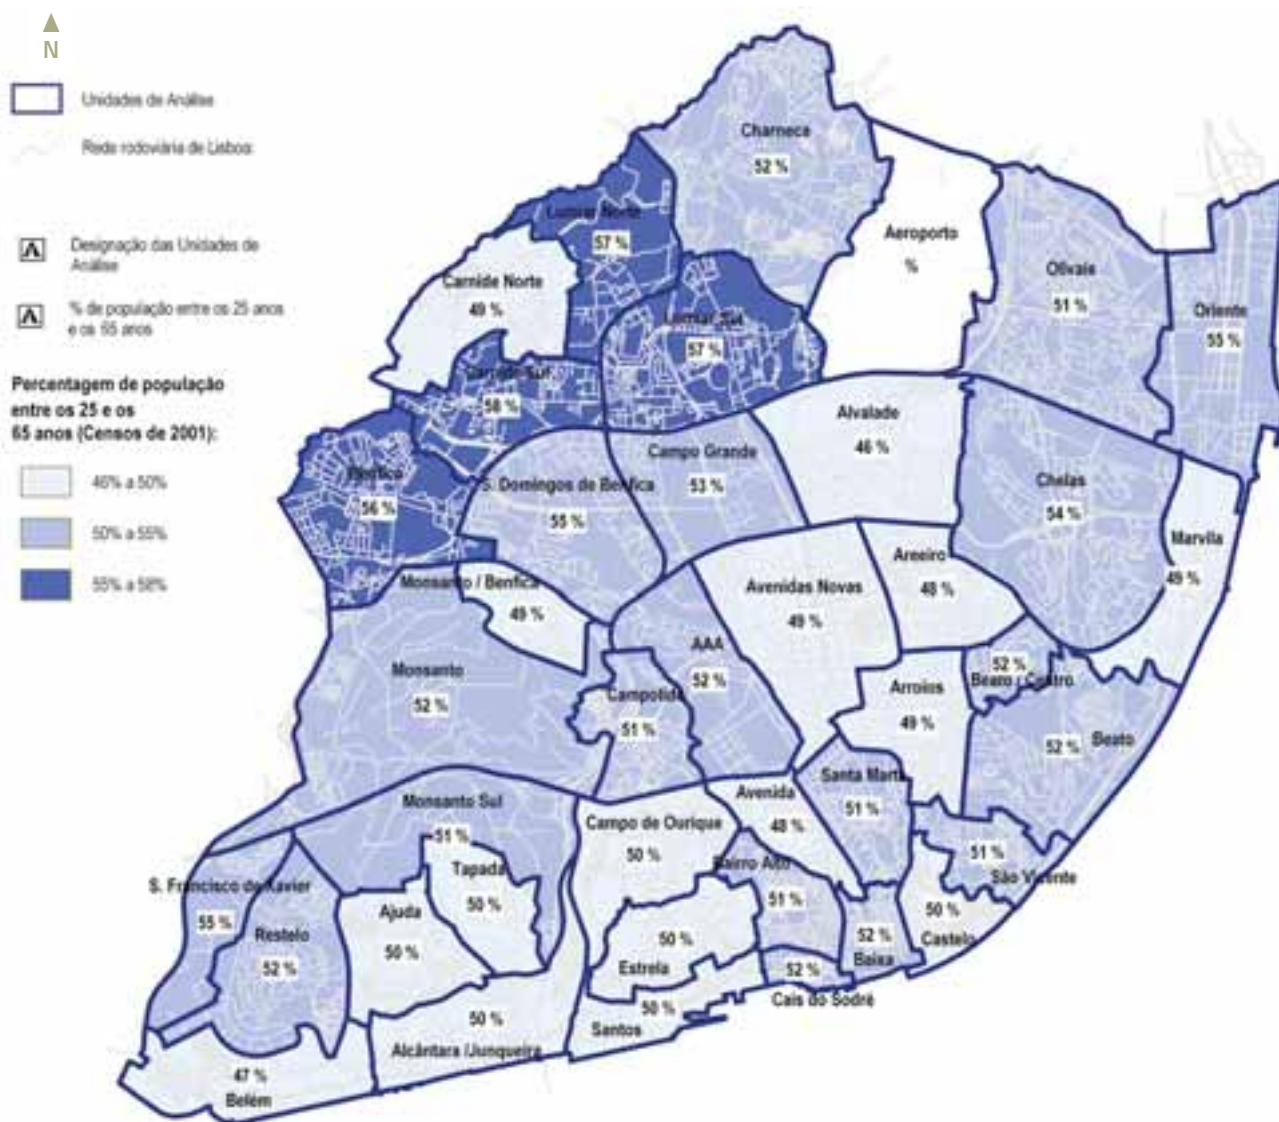 N
Unidades de Análise
Rede rodoviária de Lisboa
A
Designação das Unidades de
Análise
A
% de população entre os 25 anos
e os 65 anos
Percentagem de população
entre os 25 e os
65 anos (Censos de 2001):
46% a 50%
50% a 55%
55% a 58%
Charneca
52 %
Lumiar Norte
57 %
Aeroporto
%
Carnide Norte
49 %
Olivais
51 %
Oriente
55 %
Lumiar Sul
57 %
Carnide Sul
58 %
Alvalade
46 %
Campo Grande
53 %
Benfica
56 %
S. Domingos de Benfica
55 %
Chelas
54 %
Marvila
49 %
Areeiro
48 %
Monsanto / Benfica
49 %
Avenidas Novas
49 %
AAA
52 %
Monsanto
52 %
52 %
Beato / Centro
Campolide
51 %
Arroios
49 %
52 %
Beato
Santa Marta
51 %
Avenida
48 %
Monsanto Sul
51 %
Campo de Ourique
50 %
Bairro Alto
51 %
51 %
São Vicente
Tapada
50 %
S. Francisco de Xavier
55 %
Ajuda
50 %
Restelo
52 %
50 %
Castelo
50 %
Estrela
52 %
Baixa
52 %
Cais do Sodré
50 %
Santos
50 %
Alcântara /Junqueira
47 %
Belém